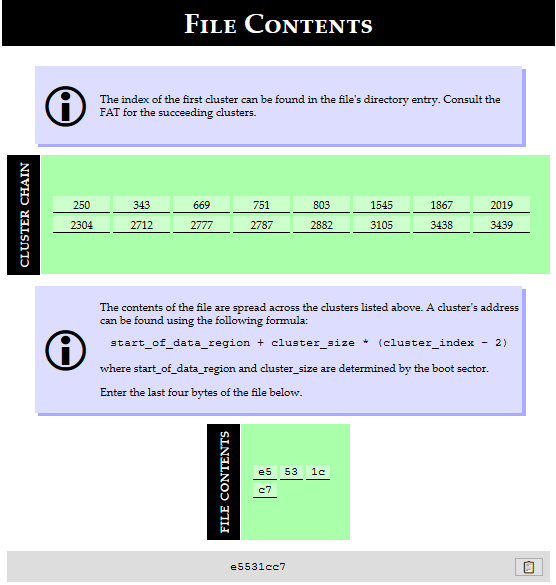 File Contents
The index of the first cluster can be found in the file's directory entry. Consult the
FAT for the succeeding clusters.
CLUSTER CHAIN
250 343 669 751 803 1545 1867 2019
2304 2712 2777 2787 2882 3105 3438 3439
The contents of the file are spread across the clusters listed above. A cluster's address
can be found using the following formula:
start_of_data_region + cluster_size * (cluster_index - 2)
where start_of_data_region and cluster_size are determined by the boot sector.
Enter the last four bytes of the file below.
FILE CONTENTS
e5 53 1c
c7
e5531cc7